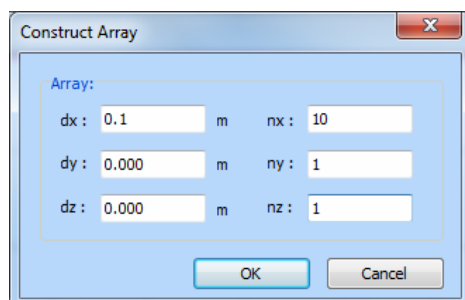 Construct Array
Array:
dx : 0.1 m nx : 10
dy : 0.000 m ny : 1
dz : 0.000 m nz : 1
OK Cancel